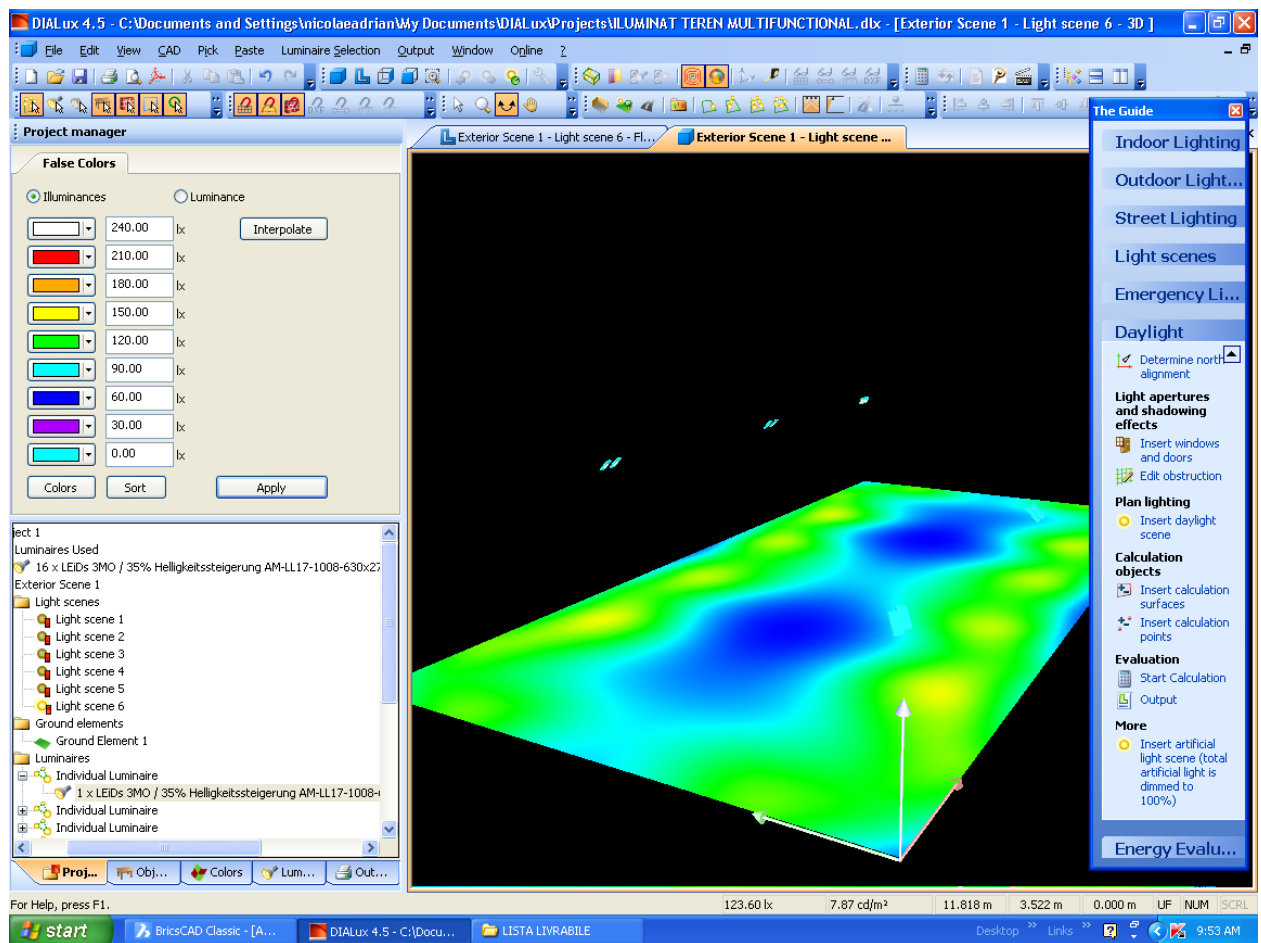 DIALux 4.5 - C:\Documents and Settings\nicolaeadrian\My Documents\DIALux\Projects\ILUMINAT TEREN MULTIFUNCTIONAL.dlx - [Exterior Scene 1 - Light scene 6 - 3D ]
File Edit View CAD Pick Paste Luminaire Selection Output Window Online ?
Project manager
Exterior Scene 1 - Light scene 6 - Fl...
Exterior Scene 1 - Light scene ...
False Colors
Illuminances Luminance
240.00 lx Interpolate
210.00 lx
180.00 lx
150.00 lx
120.00 lx
90.00 lx
60.00 lx
30.00 lx
0.00 lx
Colors Sort Apply
ject 1
Luminaires Used
16 x LEiDs 3MO / 35% Helligkeitssteigerung AM-LL17-1008-630x27
Exterior Scene 1
Light scenes
Light scene 1
Light scene 2
Light scene 3
Light scene 4
Light scene 5
Light scene 6
Ground elements
Ground Element 1
Luminaires
Individual Luminaire
1 x LEiDs 3MO / 35% Helligkeitssteigerung AM-LL17-1008-
Individual Luminaire
Individual Luminaire
Proj... Obj... Colors Lum... Out...
The Guide
Indoor Lighting
Outdoor Light...
Street Lighting
Light scenes
Emergency Li...
Daylight
Determine north
alignment
Light apertures
and shadowing
effects
Insert windows
and doors
Edit obstruction
Plan lighting
Insert daylight
scene
Calculation
objects
Insert calculation
surfaces
Insert calculation
points
Evaluation
Start Calculation
Output
More
Insert artificial
light scene (total
artificial light is
dimmed to
100%)
Energy Evalu...
For Help, press F1. 123.60 lx 7.87 cd/m² 11.818 m 3.522 m 0.000 m UF NUM SCRL
start BricsCAD Classic - [A... DIALux 4.5 - C:\Docu... LISTA LIVRABILE Desktop » Links » 9:53 AM